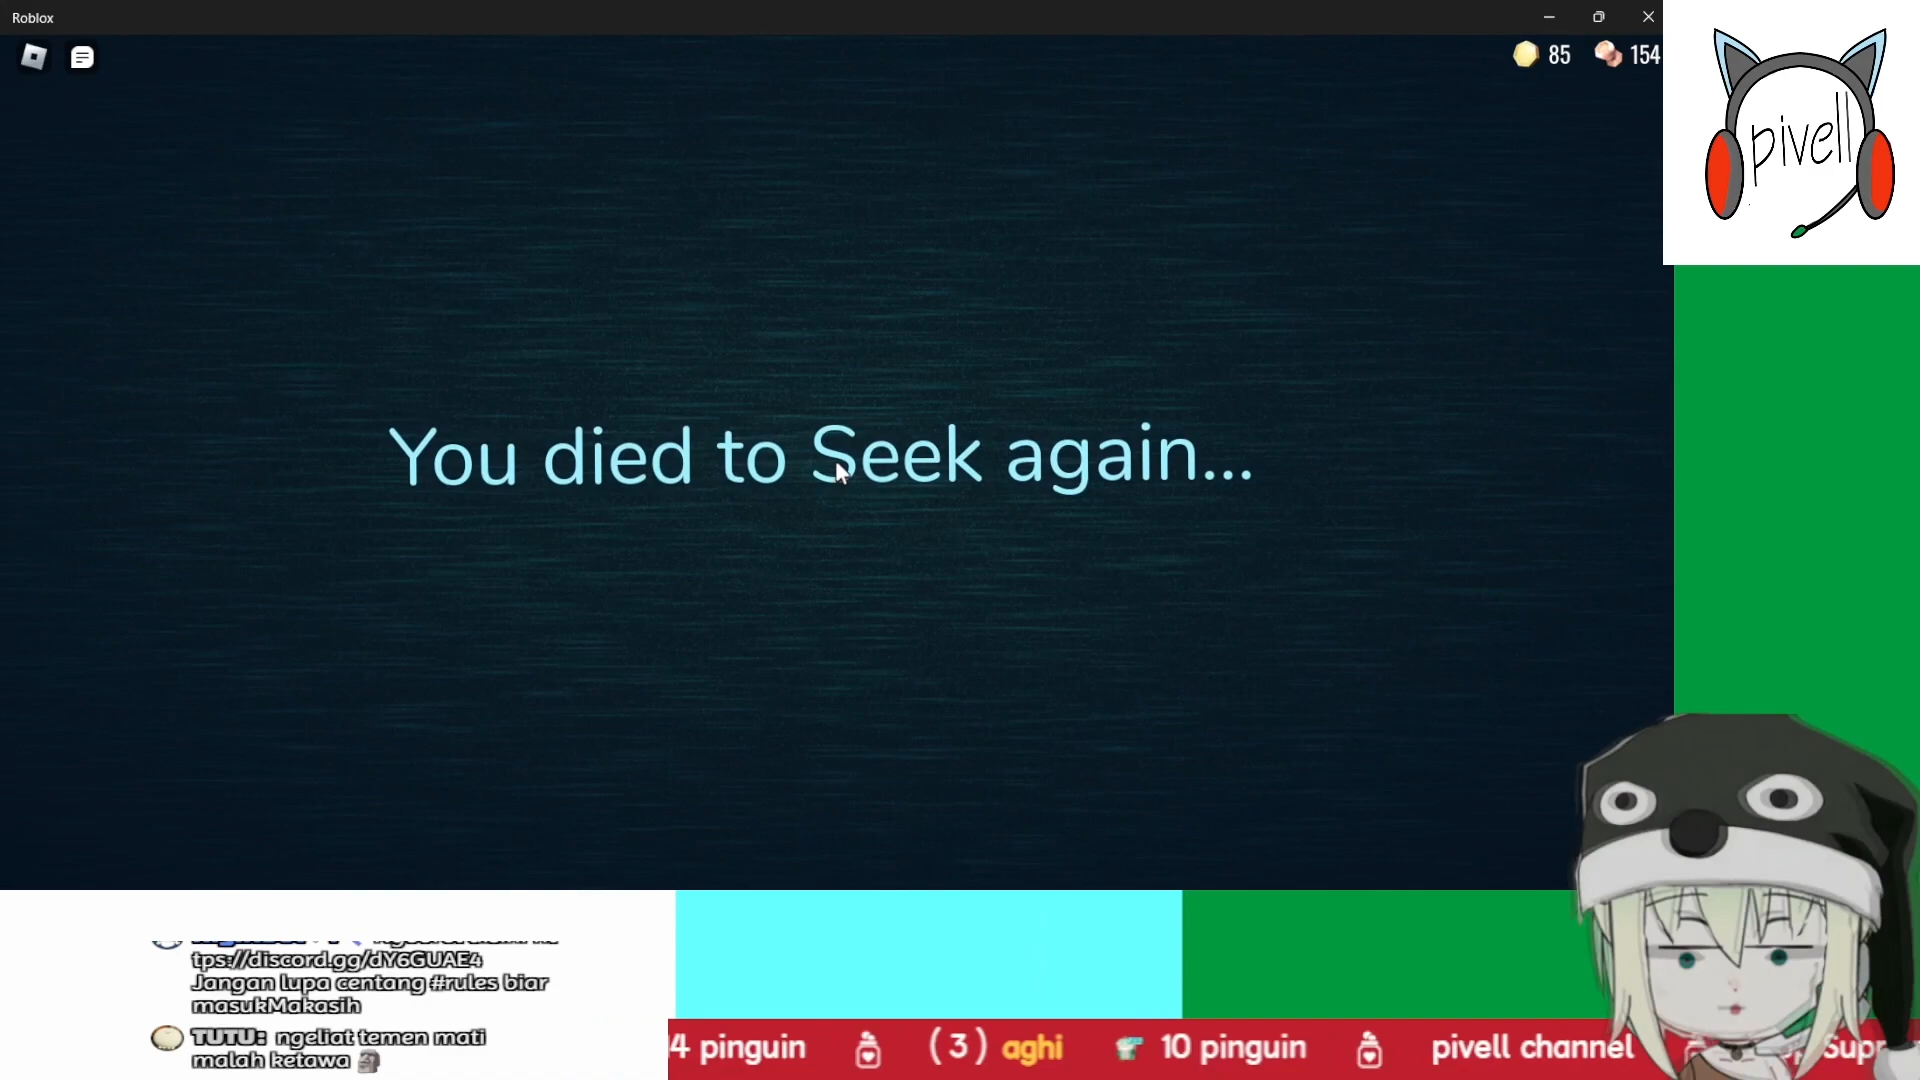 Roblox
85
154
pivell
You died to Seek again...
tps://discord.gg/dY6GUAE4
Jangan lupa centang #rules biar
masukMakasih
TUTU: ngeliat temen mati
malah ketawa
14 pinguin (3) aghi 10 pinguin pivell channel